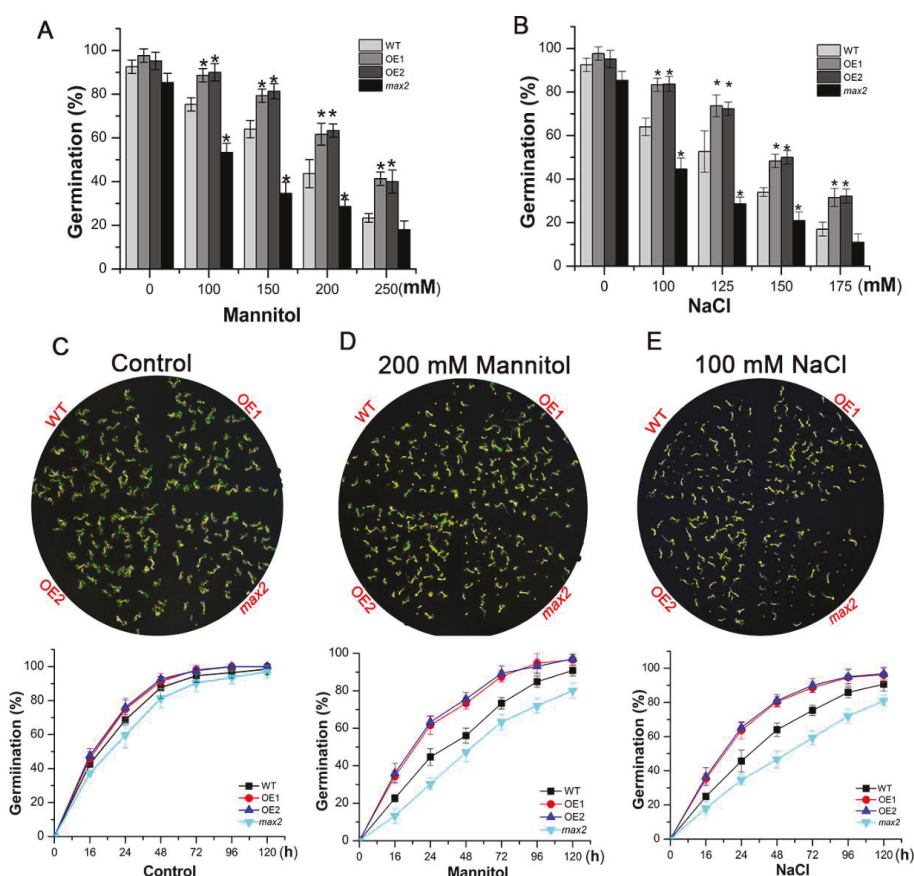 A
B
WT
OE1
OE2
max2
WT
OE1
OE2
max2
Germination (%)
100
80
60
40
20
0
Germination (%)
100
80
60
40
20
0
0 100 150 200 250(mM)
Mannitol
0 100 125 150 175 (mM)
NaCl
C Control
D 200 mM Mannitol
E 100 mM NaCl
WT OE1
OE2 max2
WT OE1
OE2 max2
WT OE1
OE2 max2
Germiination (%)
100
80
60
40
20
0
WT
OE1
OE2
max2
0 16 24 48 72 96 120 (h)
Control
Germination (%)
100
80
60
40
20
0
WT
OE1
OE2
max2
0 16 24 48 72 96 120 (h)
Mannitol
Germination (%)
100
80
60
40
20
0
WT
OE1
OE2
max2
0 16 24 48 72 96 120 (h)
NaCl